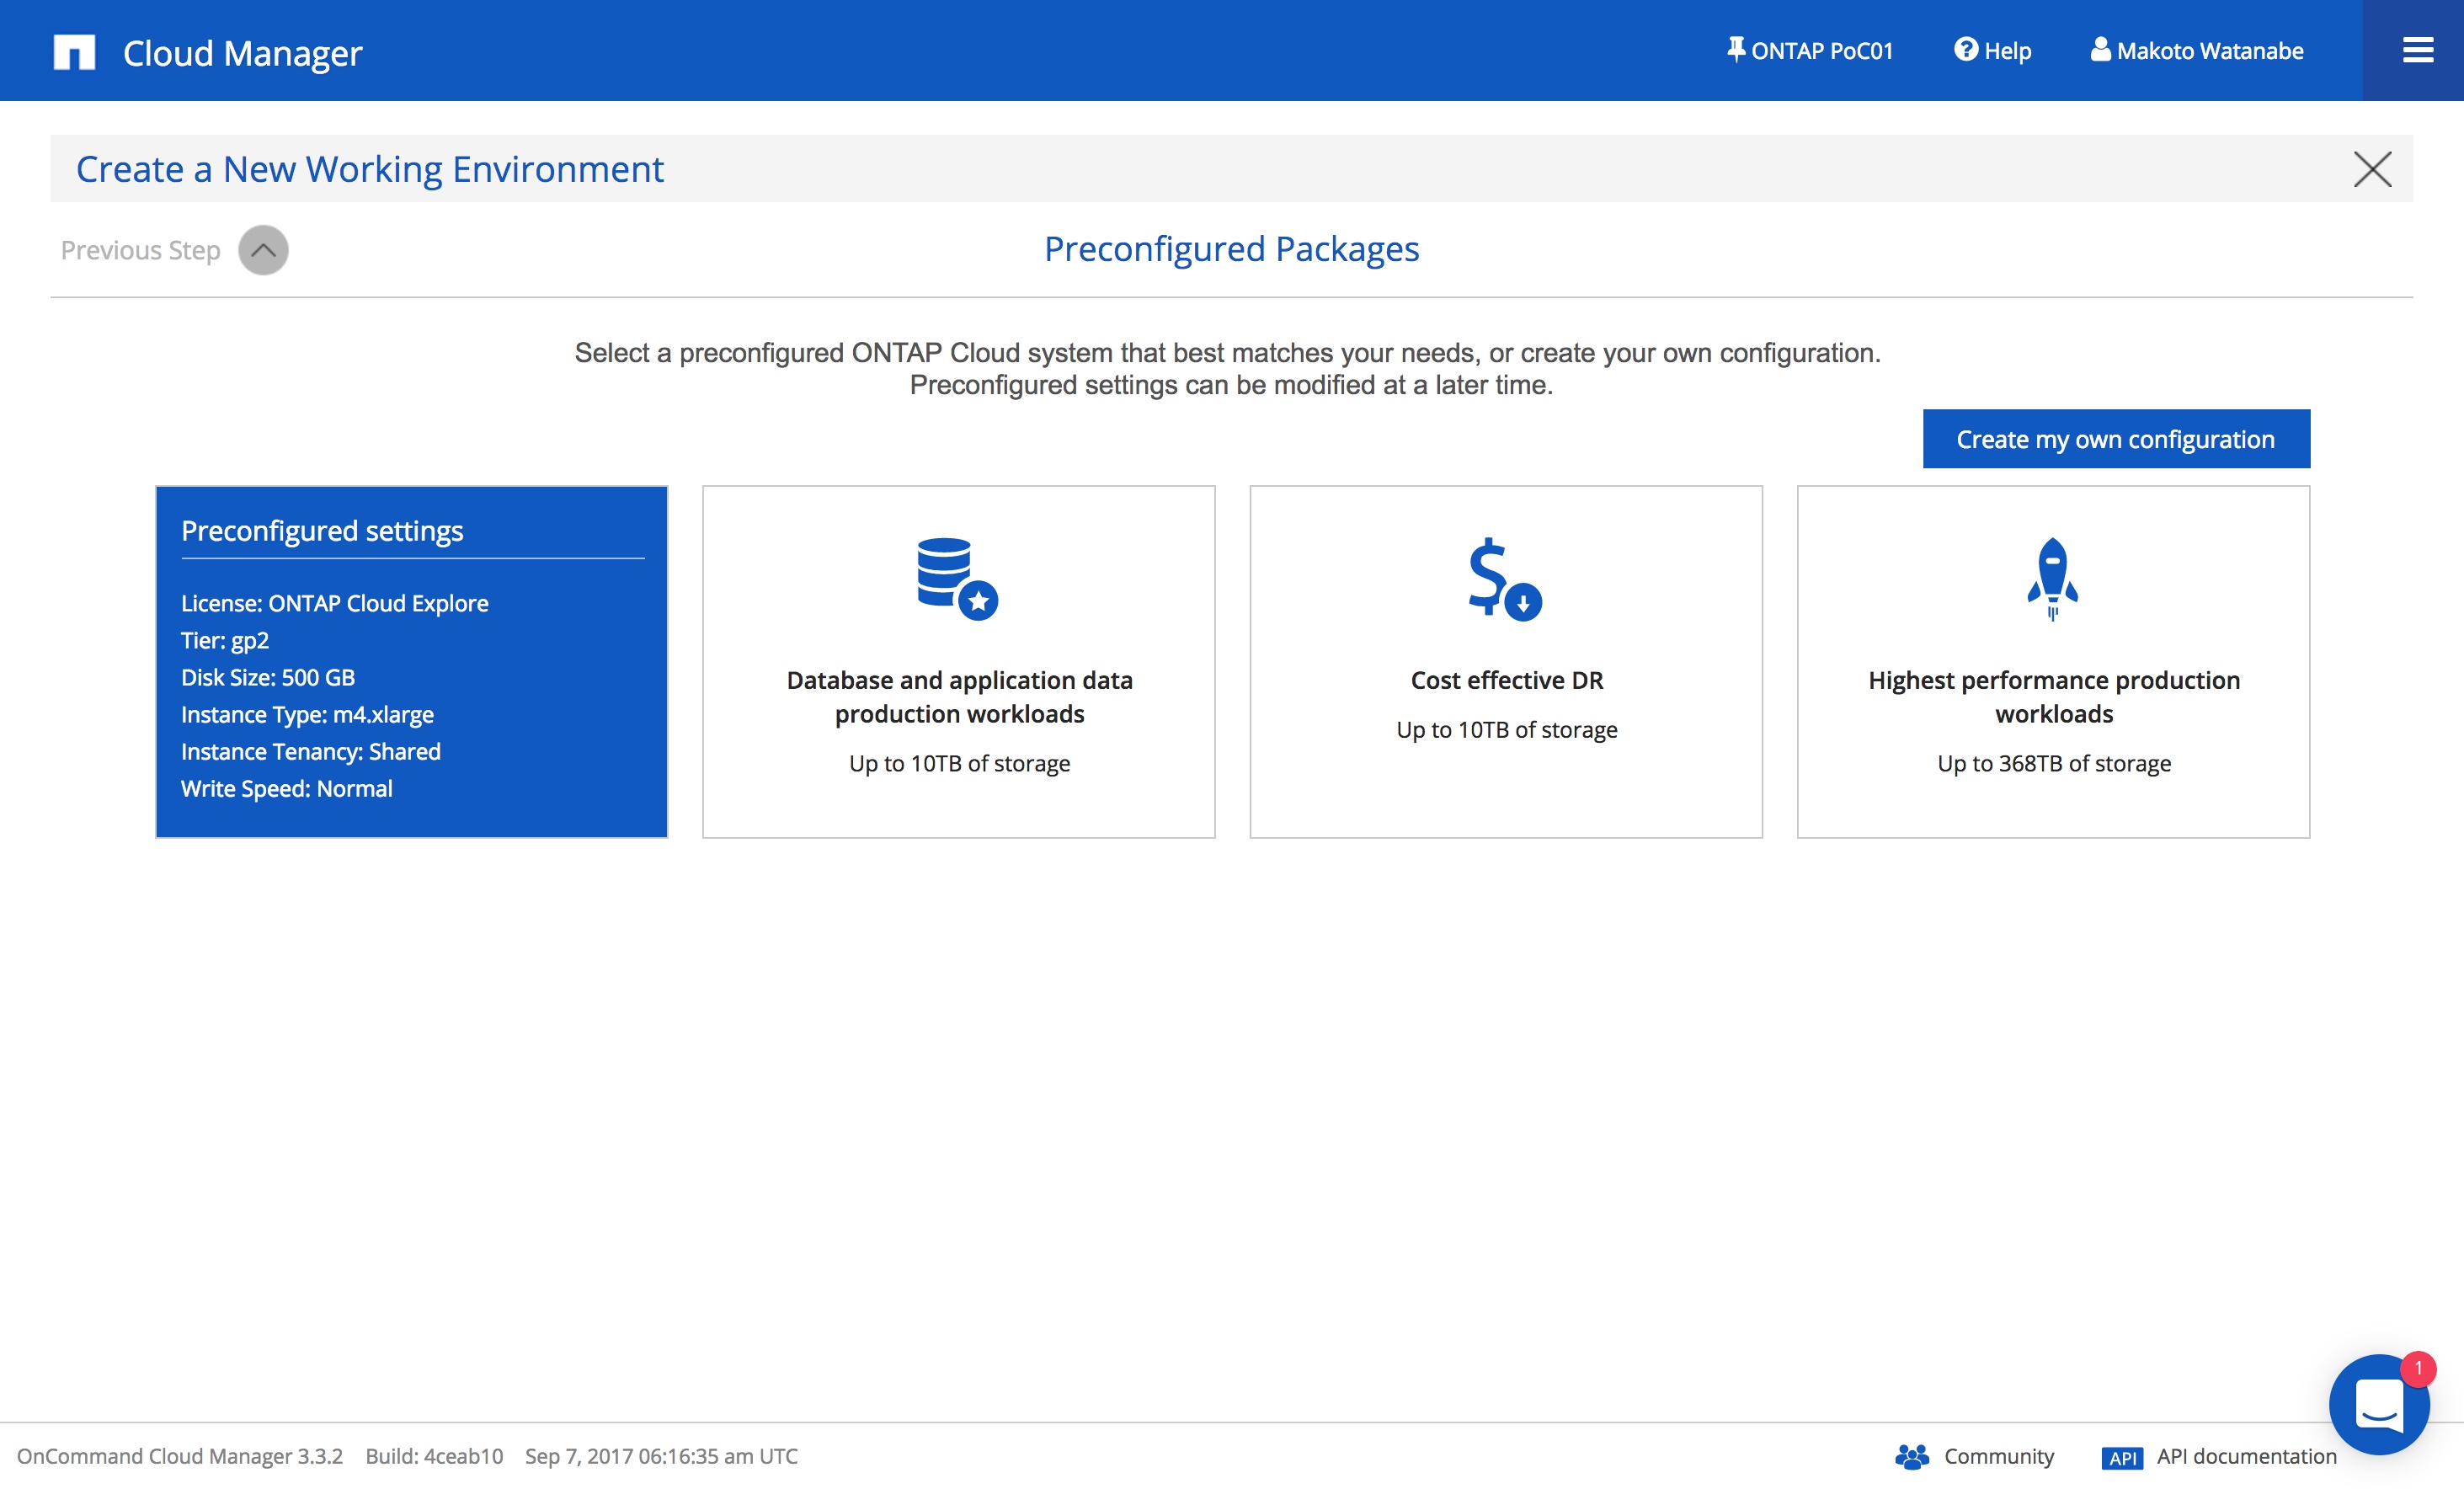 Cloud Manager
ONTAP PoC01
Help
Makoto Watanabe
Create a New Working Environment
Previous Step
Preconfigured Packages
Select a preconfigured ONTAP Cloud system that best matches your needs, or create your own configuration.
Preconfigured settings can be modified at a later time.
Create my own configuration
Preconfigured settings
License: ONTAP Cloud Explore
Tier: gp2
Disk Size: 500 GB
Instance Type: m4.xlarge
Instance Tenancy: Shared
Write Speed: Normal
Database and application data
production workloads
Up to 10TB of storage
Cost effective DR
Up to 10TB of storage
Highest performance production
workloads
Up to 368TB of storage
1
OnCommand Cloud Manager 3.3.2 Build: 4ceab10 Sep 7, 2017 06:16:35 am UTC
Community
API API documentation